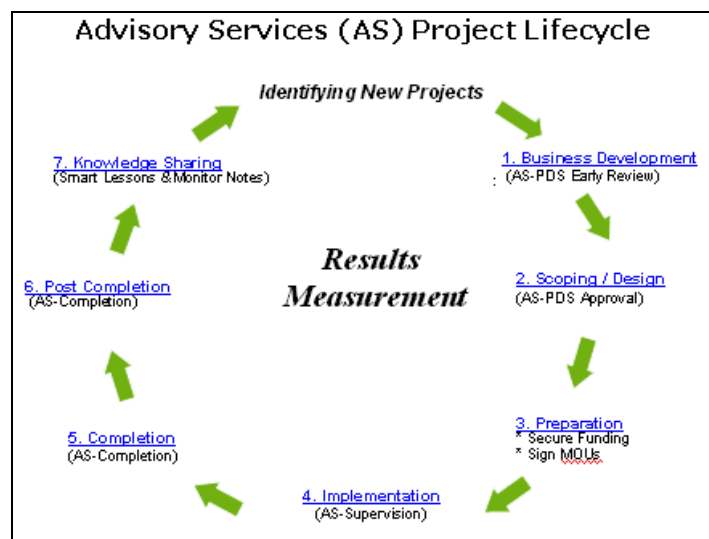 Advisory Services (AS) Project Lifecycle
Identifying New Projects
1. Business Development
: (AS-PDS Early Review)
2. Scoping / Design
(AS-PDS Approval)
3. Preparation
* Secure Funding
* Sign MOUs
4. Implementation
(AS-Supervision)
5. Completion
(AS-Completion)
6. Post Completion
(AS-Completion)
7. Knowledge Sharing
(Smart Lessons & Monitor Notes)
Results
Measurement